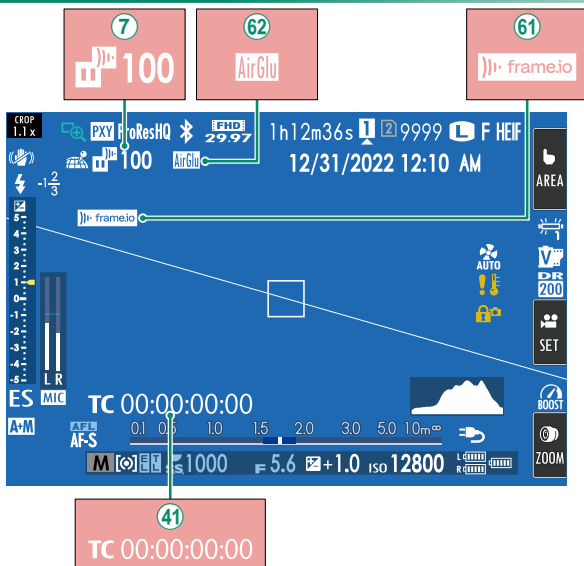 7
62
61
100
AirGlu
frame.io
CROP
1.1 x
PXY ProResHQ FHD 29.97 1h12m36s 1 2 9999 L F HEIF
100 AirGlu 12/31/2022 12:10 AM
AREA
-1 2/3
frame.io
5
4
3
2
1
0
-1
-2
-3
-4
-5
AUTO
V
DR
200
SET
L R
MIC
ES
TC 00:00:00:00
BOOST
A+M
AFL
AF-S
0.1 0.5 1.0 1.5 2.0 3.0 5.0 10m ∞
M S.S. 1000 F 5.6 +1.0 ISO 12800 L R
ZOOM
41
TC 00:00:00:00